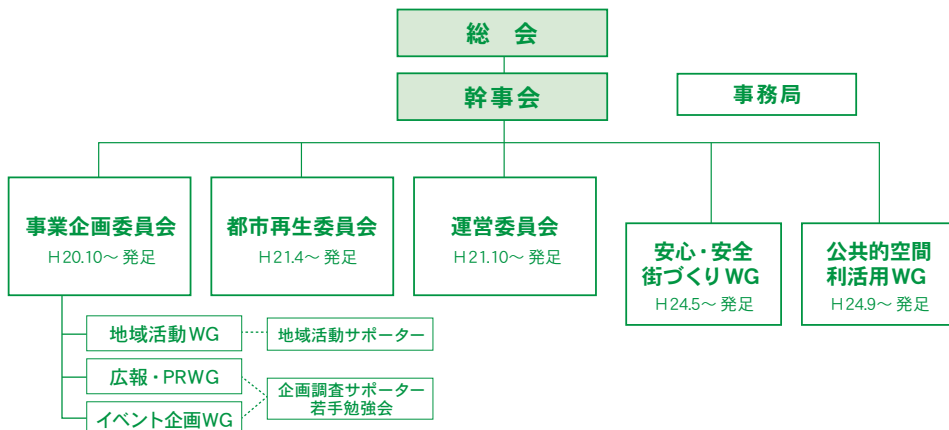 総　会
幹事会
事務局
事業企画委員会
H20.10～ 発足
都市再生委員会
H21.4～ 発足
運営委員会
H21.10～ 発足
安心・安全
街づくりWG
H24.5～ 発足
公共的空間
利活用WG
H24.9～ 発足
地域活動WG
地域活動サポーター
広報・PRWG
企画調査サポーター
若手勉強会
イベント企画WG